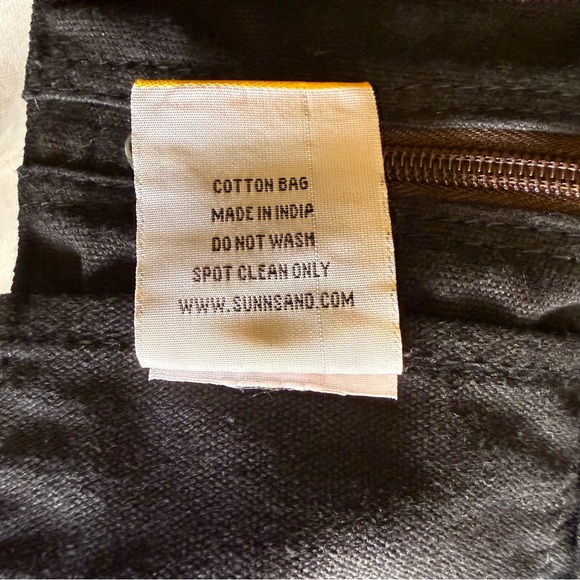 COTTON BAG
MADE IN INDIA
DO NOT WASH
SPOT CLEAN ONLY
WWW.SUNNSAND.COM